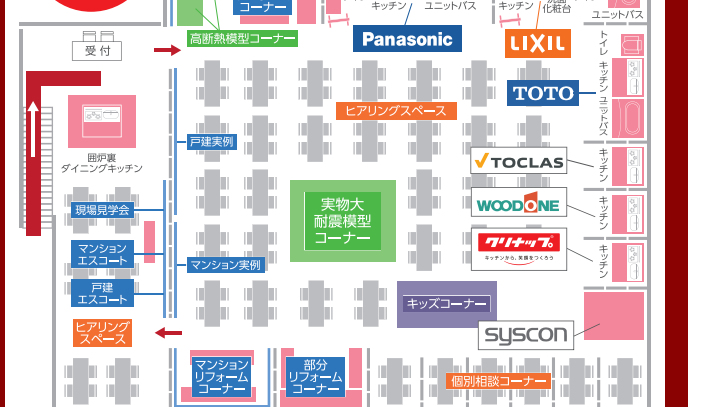 コーナー
キッチン
ユニットバス
キッチン
化粧台
ユニットバス
受付
高断熱模型コーナー
Panasonic
LIXIL
トイレ
キッチン
TOTO
ユニットバス
ヒアリングスペース
戸建実例
囲炉裏
ダイニングキッチン
TOCLAS
キッチン
現場見学会
実物大
耐震模型
コーナー
WOODONE
キッチン
マンション
エスコート
マンション実例
クリナップ
キッチンから、笑顔をつくろう
キッチン
戸建
エスコート
キッズコーナー
ヒアリング
スペース
syscon
マンション
リフォーム
コーナー
部分
リフォーム
コーナー
個別相談コーナー